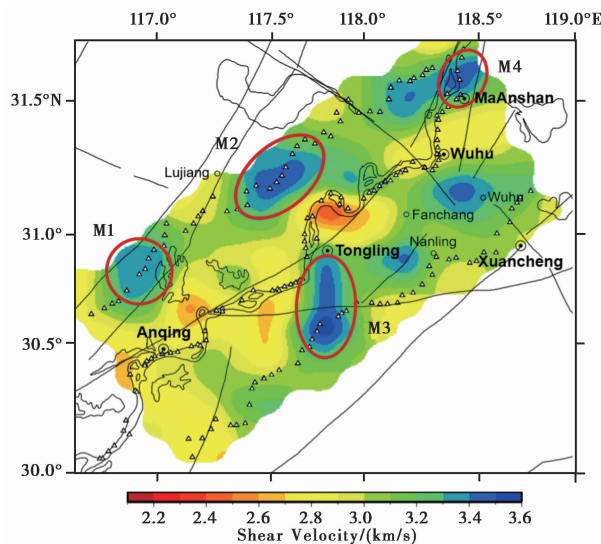 117.0° 117.5° 118.0° 118.5° 119.0°E
M4
31.5°N
MaAnshan
M2
Wuhu
Lujiang
Wuhu
Fanchang
M1
31.0°
Tongling
Nanling
Xuancheng
M3
Anqing
30.5°
30.0°
2.2 2.4 2.6 2.8 3.0 3.2 3.4 3.6
Shear Velocity/(km/s)